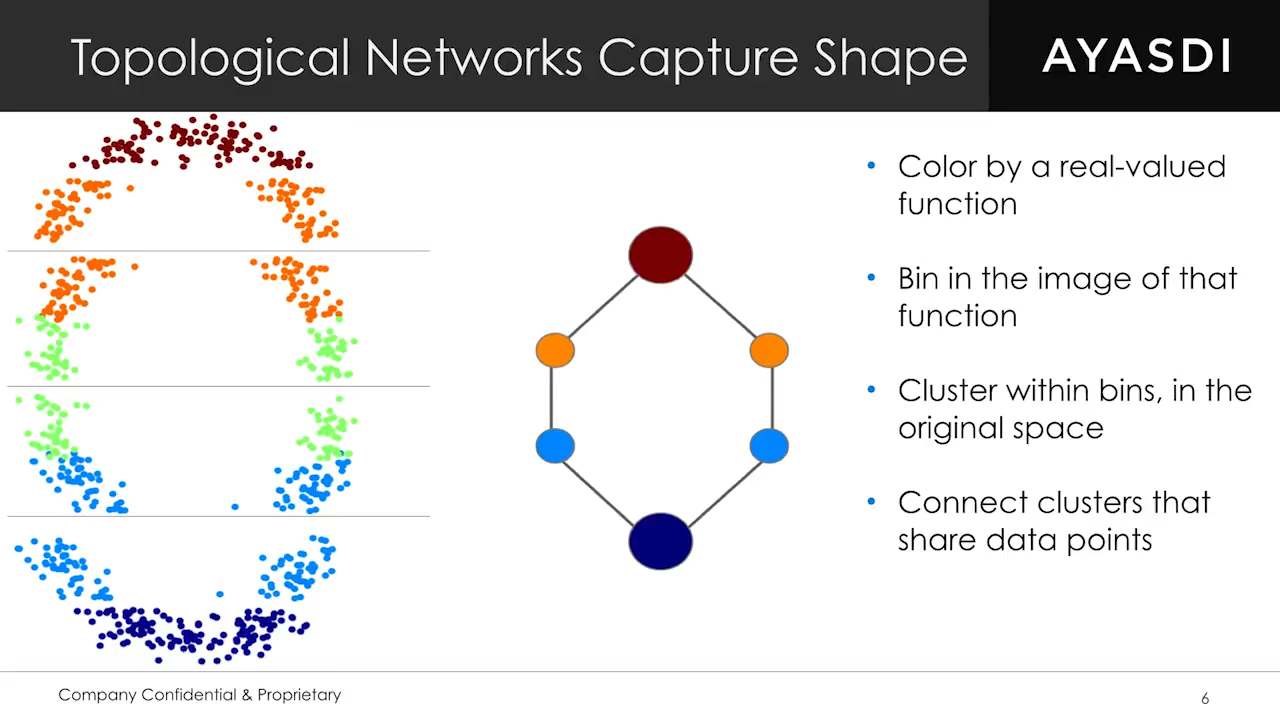 Topological Networks Capture Shape
AYASDI
• Color by a real-valued
function
• Bin in the image of that
function
• Cluster within bins, in the
original space
• Connect clusters that
share data points
Company Confidential & Proprietary
6